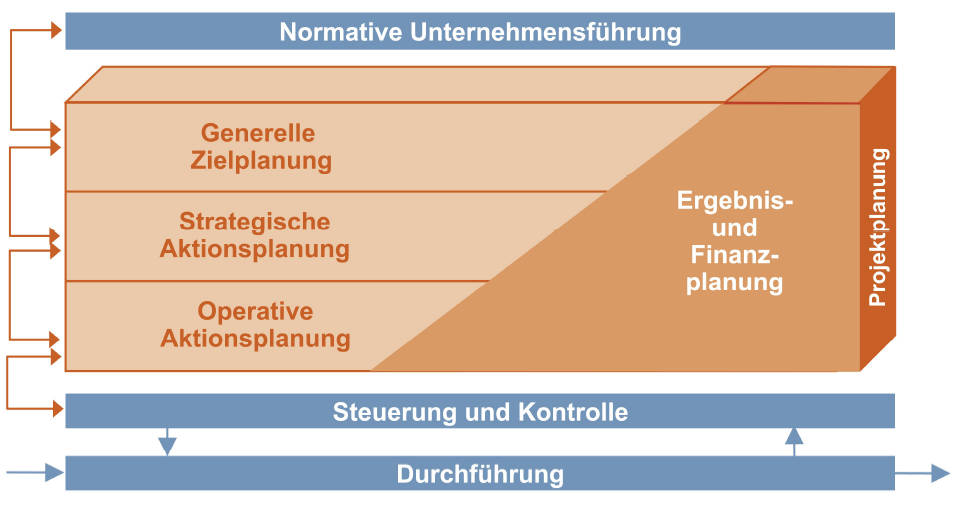 Normative Unternehmensführung
Generelle
Zielplanung
Strategische
Aktionsplanung
Operative
Aktionsplanung
Ergebnis-
und
Finanz-
planung
Projektplanung
Steuerung und Kontrolle
Durchführung